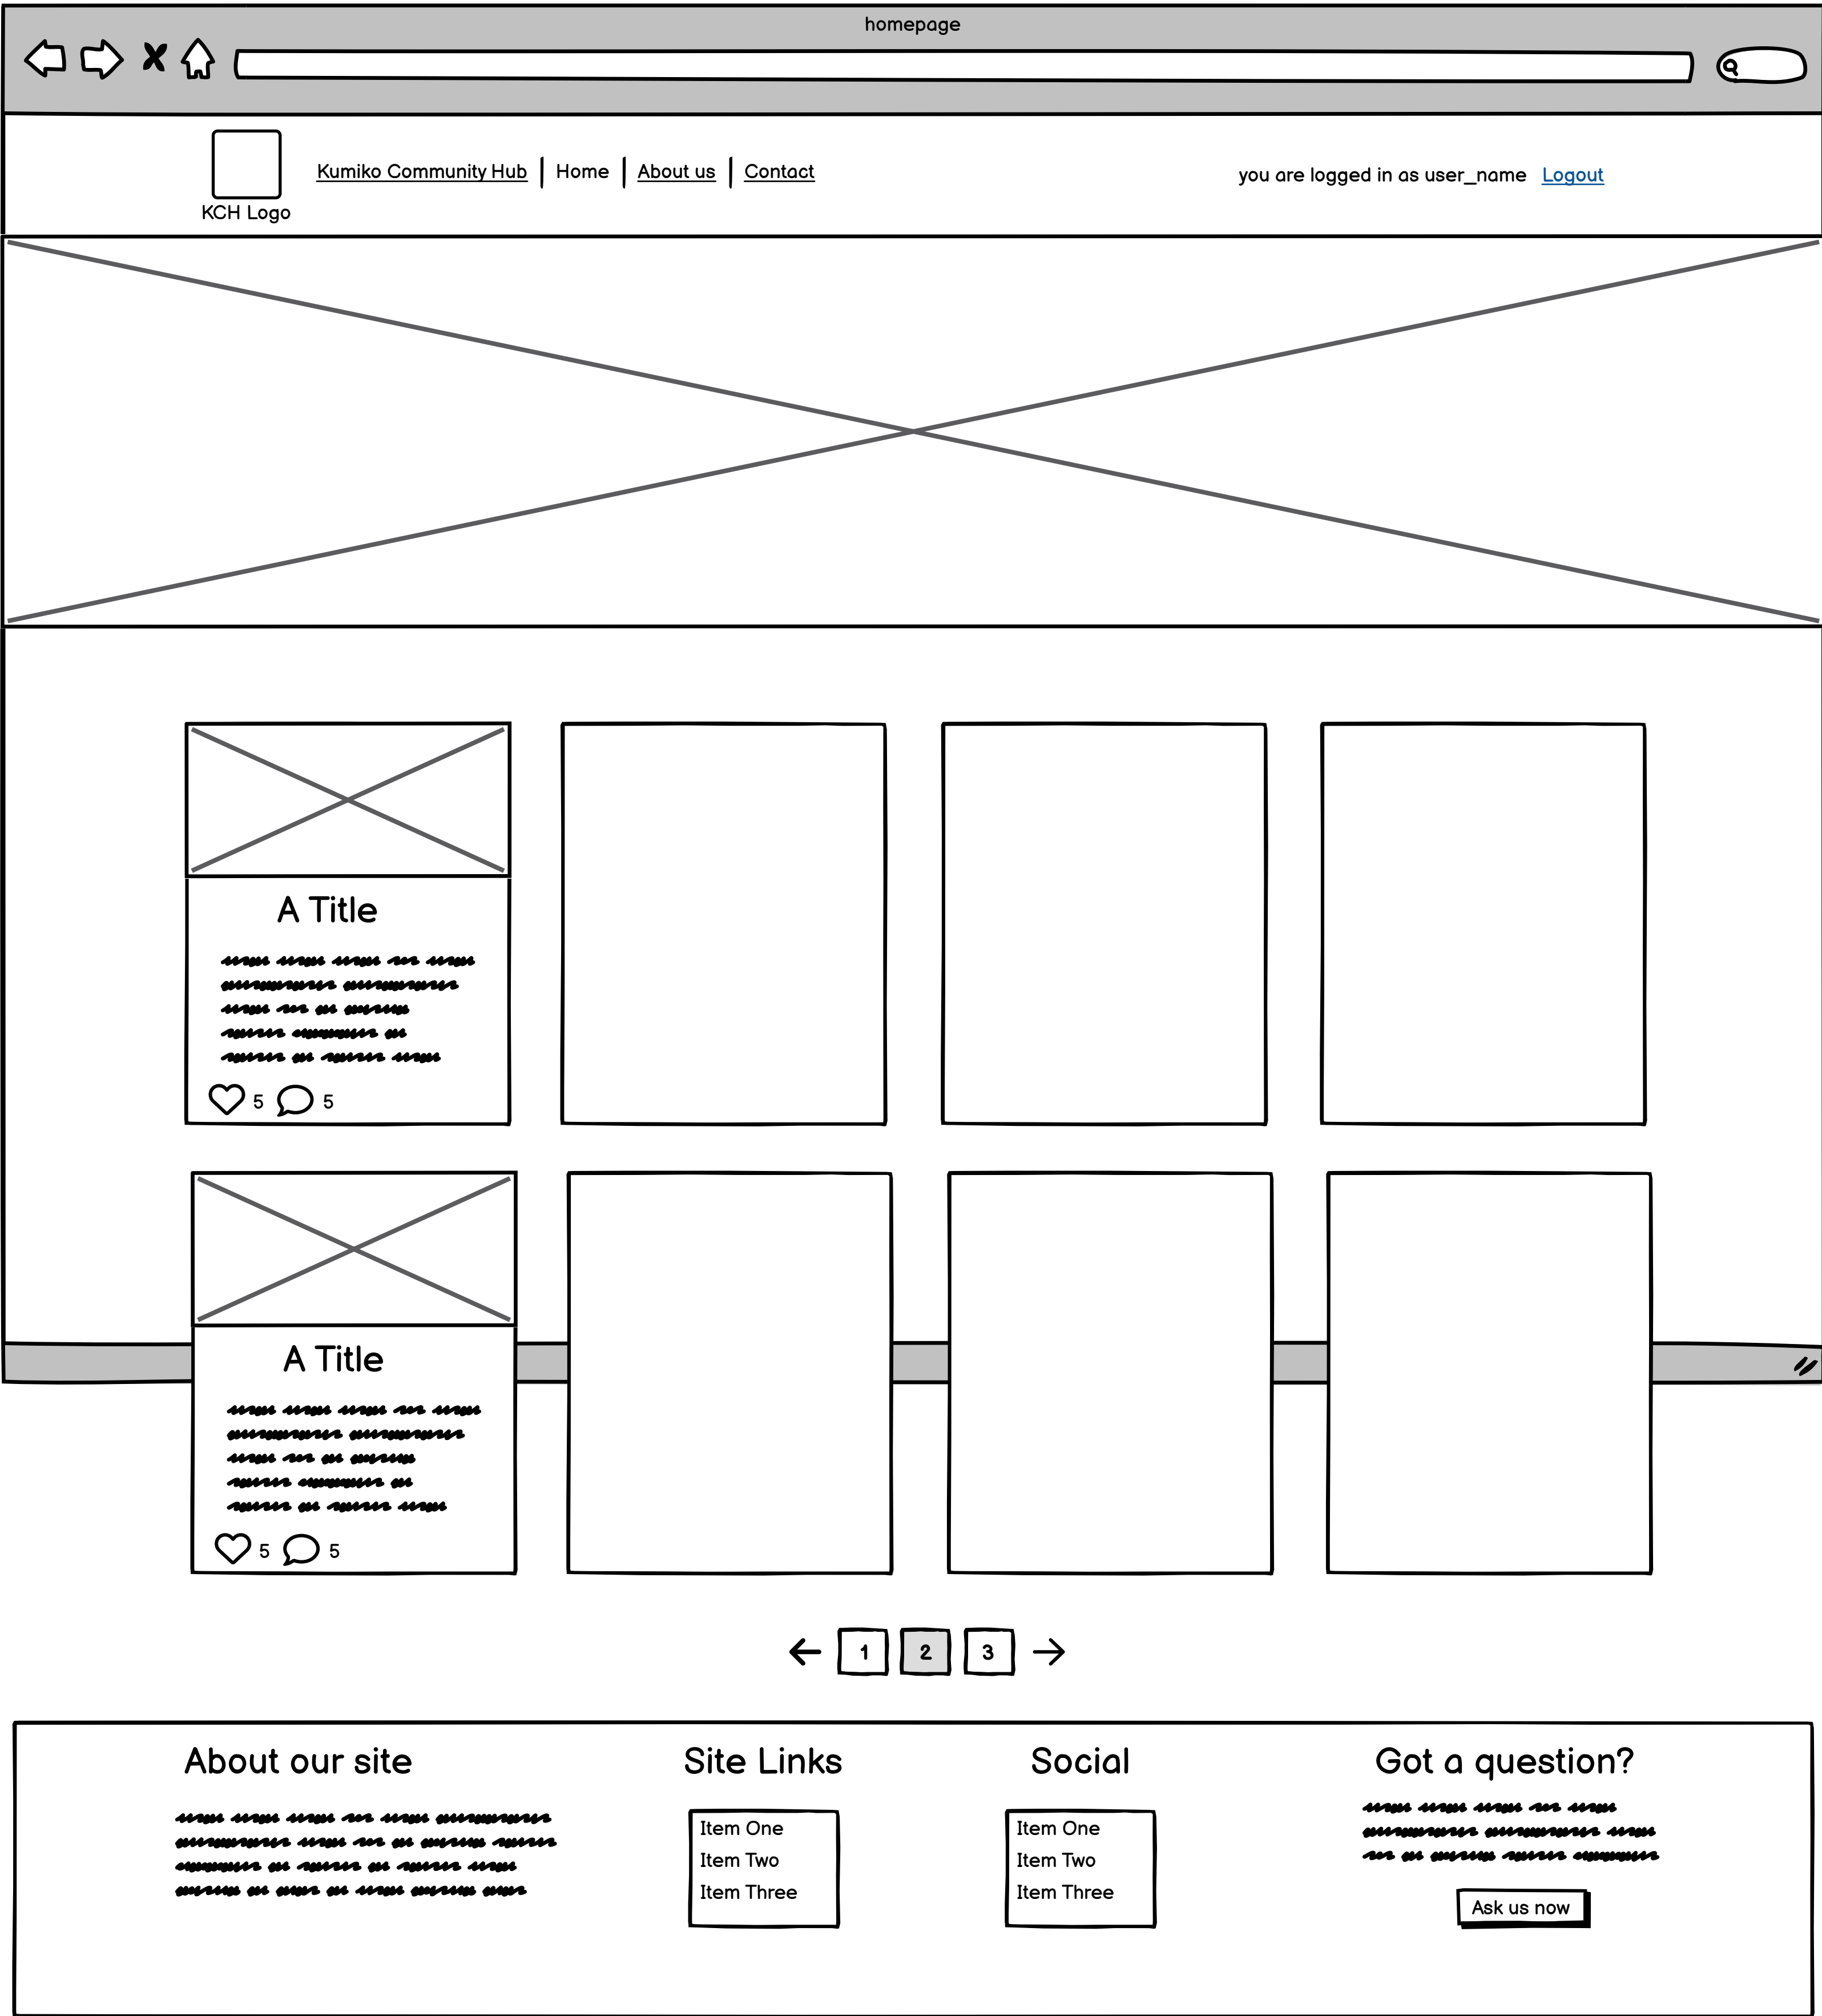 homepage
KCH Logo
Kumiko Community Hub | Home | About us | Contact
you are logged in as user_name Logout
A Title
5 5
A Title
5 5
1 2 3
About our site
Site Links
Item One
Item Two
Item Three
Social
Item One
Item Two
Item Three
Got a question?
Ask us now